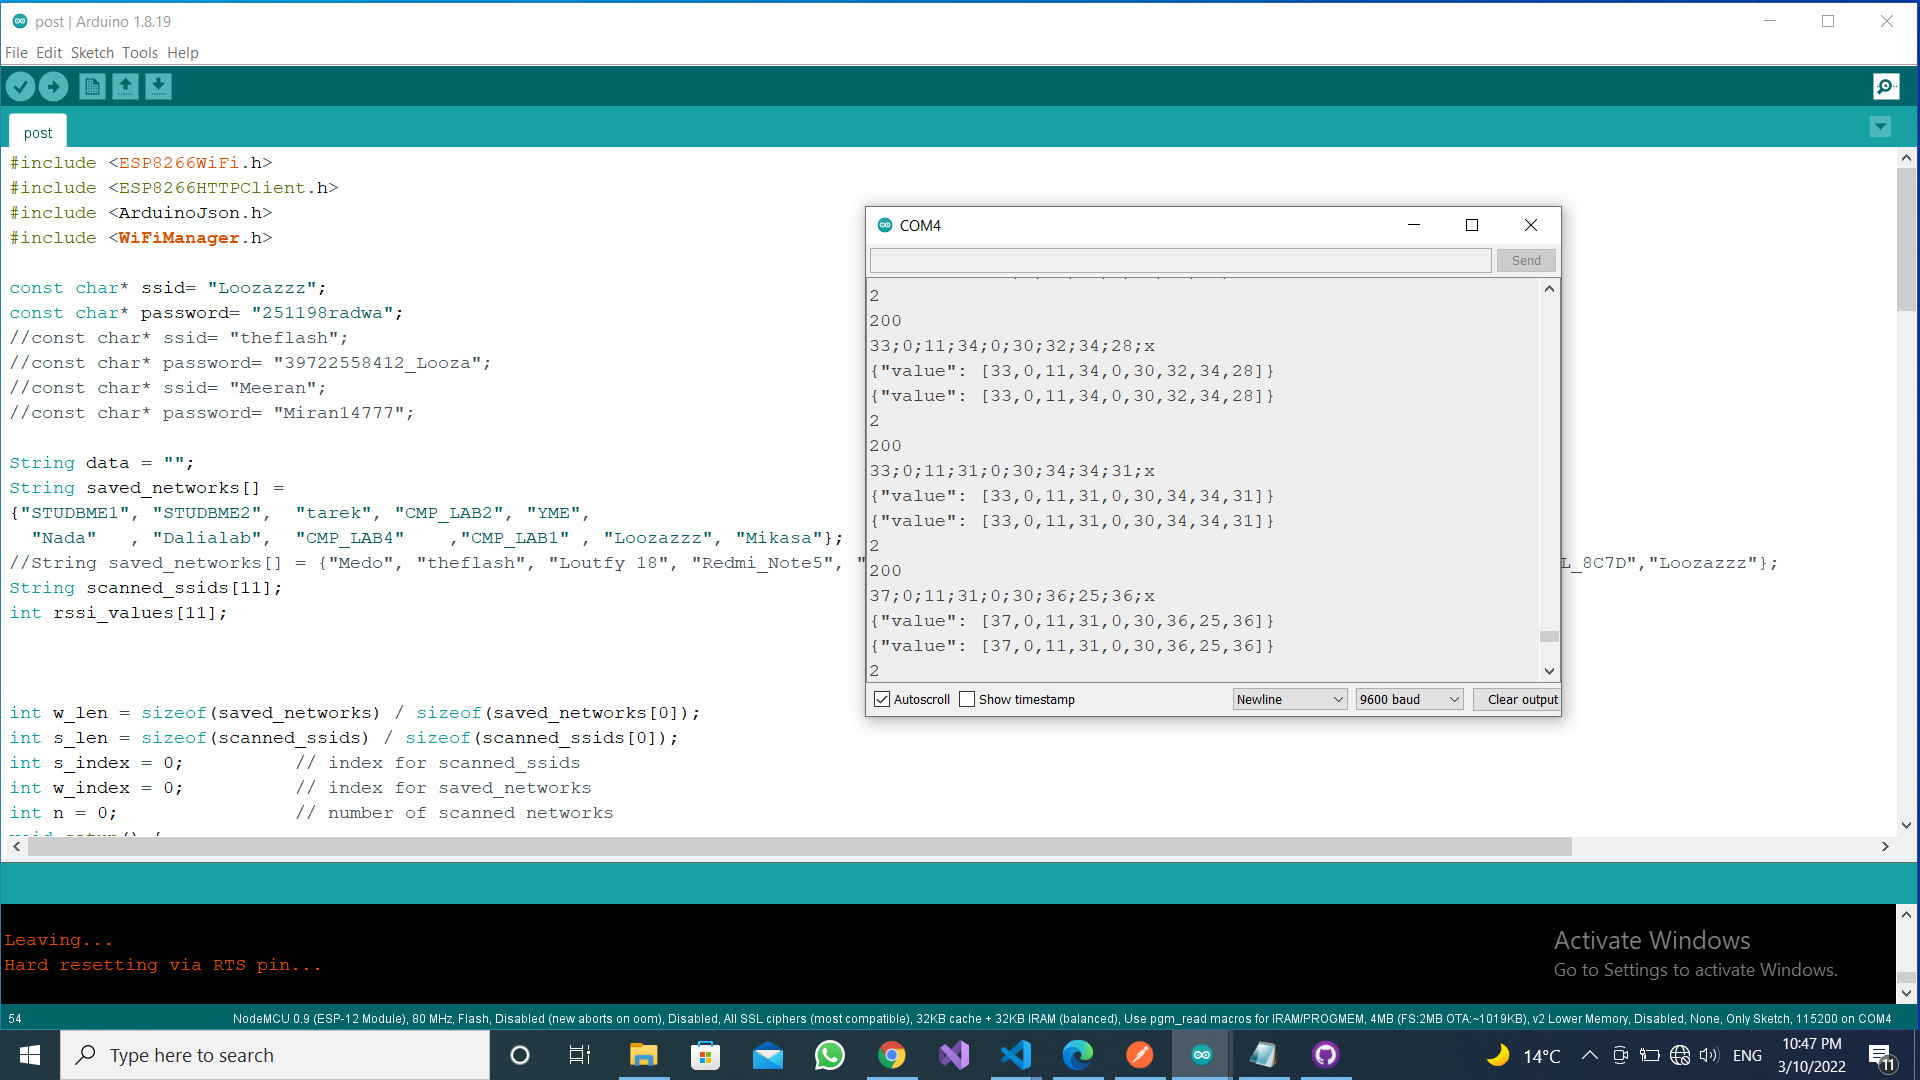 post | Arduino 1.8.19
File Edit Sketch Tools Help
post
#include <ESP8266WiFi.h>
#include <ESP8266HTTPClient.h>
#include <ArduinoJson.h>
#include <WiFiManager.h>
const char* ssid= "Loozazzz";
const char* password= "251198radwa";
//const char* ssid= "theflash";
//const char* password= "39722558412_Looza";
//const char* ssid= "Meeran";
//const char* password= "Miran14777";
String data = "";
String saved_networks[] =
{"STUDBME1", "STUDBME2",  "tarek", "CMP_LAB2", "YME",
"Nada"   , "Dalialab",  "CMP_LAB4"    ,"CMP_LAB1" , "Loozazzz", "Mikasa"};
//String saved_networks[] = {"Medo", "theflash", "Loutfy 18", "Redmi_Note5", "
L_8C7D","Loozazzz"};
String scanned_ssids[11];
int rssi_values[11];
int w_len = sizeof(saved_networks) / sizeof(saved_networks[0]);
int s_len = sizeof(scanned_ssids) / sizeof(scanned_ssids[0]);
int s_index = 0;          // index for scanned_ssids
int w_index = 0;          // index for saved_networks
int n = 0;                // number of scanned networks
void setup() {
COM4
Send
2
200
33;0;11;34;0;30;32;34;28;x
{"value": [33,0,11,34,0,30,32,34,28]}
{"value": [33,0,11,34,0,30,32,34,28]}
2
200
33;0;11;31;0;30;34;34;31;x
{"value": [33,0,11,31,0,30,34,34,31]}
{"value": [33,0,11,31,0,30,34,34,31]}
2
200
37;0;11;31;0;30;36;25;36;x
{"value": [37,0,11,31,0,30,36,25,36]}
{"value": [37,0,11,31,0,30,36,25,36]}
2
Autoscroll Show timestamp Newline 9600 baud Clear output
Leaving...
Hard resetting via RTS pin...
Activate Windows
Go to Settings to activate Windows.
54 NodeMCU 0.9 (ESP-12 Module), 80 MHz, Flash, Disabled (new aborts on oom), Disabled, All SSL ciphers (most compatible), 32KB cache + 32KB IRAM (balanced), Use pgm_read macros for IRAM/PROGMEM, 4MB (FS:2MB OTA:~1019KB), v2 Lower Memory, Disabled, None, Only Sketch, 115200 on COM4
Type here to search
14°C
ENG
10:47 PM
3/10/2022
11